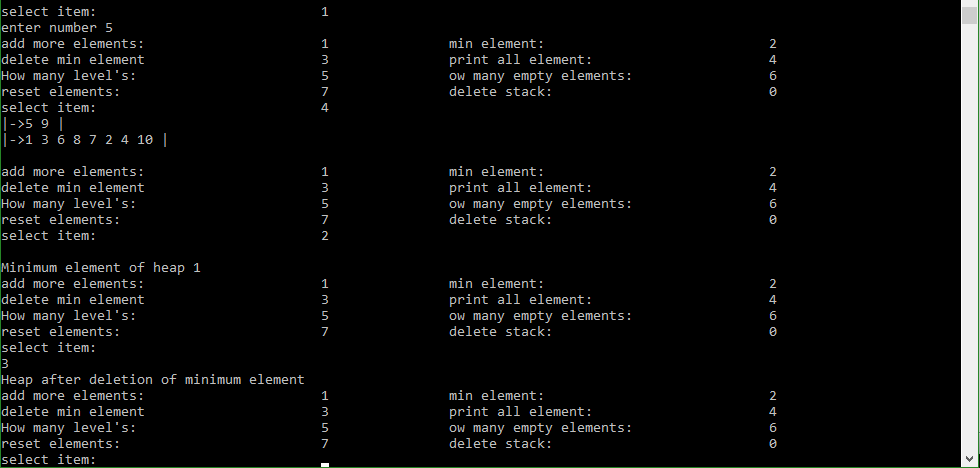 select item: 1
enter number 5
add more elements: 1 min element: 2
delete min element 3 print all element: 4
How many level's: 5 ow many empty elements: 6
reset elements: 7 delete stack: 0
select item: 4
|->5 9 |
|->1 3 6 8 7 2 4 10 |
add more elements: 1 min element: 2
delete min element 3 print all element: 4
How many level's: 5 ow many empty elements: 6
reset elements: 7 delete stack: 0
select item: 2
Minimum element of heap 1
add more elements: 1 min element: 2
delete min element 3 print all element: 4
How many level's: 5 ow many empty elements: 6
reset elements: 7 delete stack: 0
select item:
3
Heap after deletion of minimum element
add more elements: 1 min element: 2
delete min element 3 print all element: 4
How many level's: 5 ow many empty elements: 6
reset elements: 7 delete stack: 0
select item: